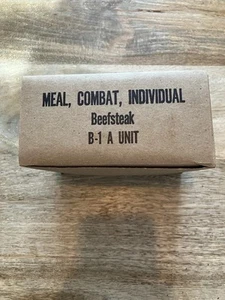 MEAL, COMBAT, INDIVIDUAL
Beefsteak
B-1 A UNIT